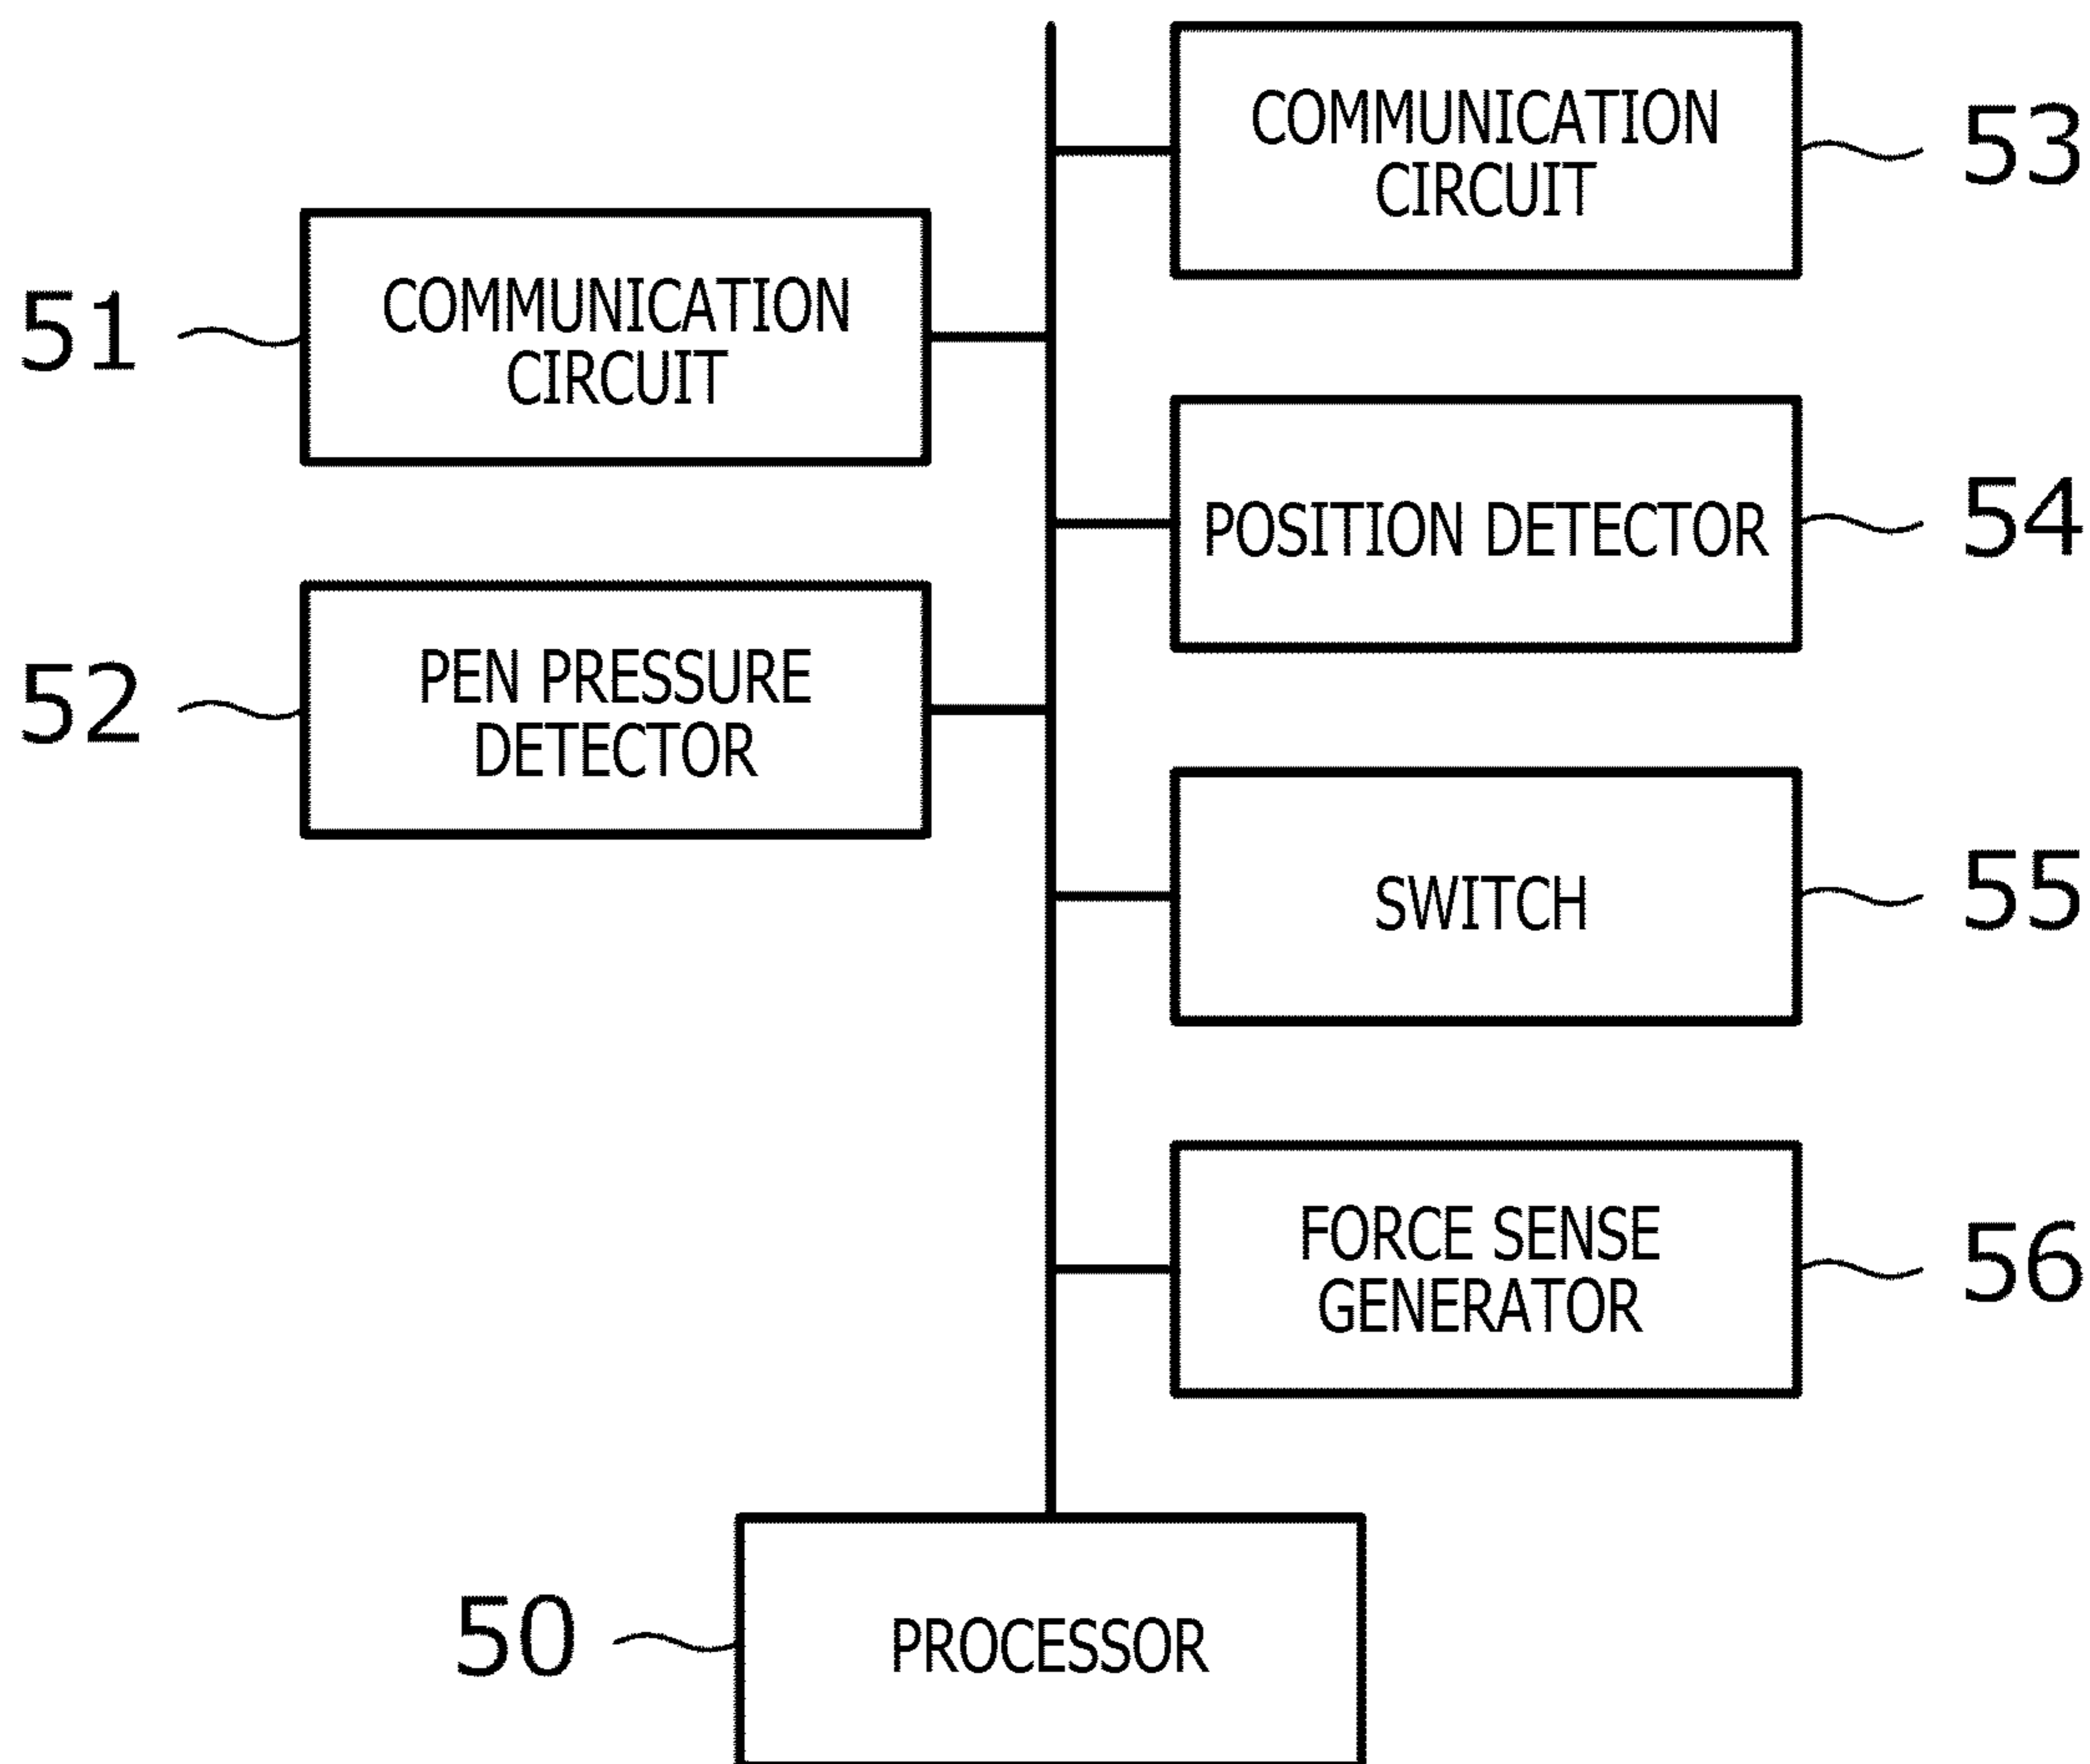 COMMUNICATION
CIRCUIT
53
51
COMMUNICATION
CIRCUIT
POSITION DETECTOR
54
52
PEN PRESSURE
DETECTOR
SWITCH
55
FORCE SENSE
GENERATOR
56
50
PROCESSOR